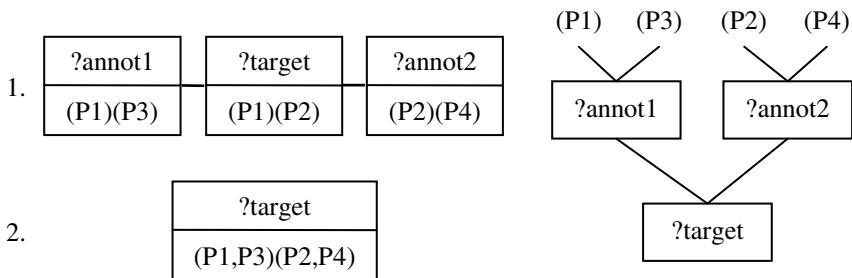 (P1) (P3) (P2) (P4)
?annot1 ?target ?annot2
1.
(P1)(P3) (P1)(P2) (P2)(P4)
?annot1 ?annot2
?target
2.
(P1,P3)(P2,P4)
?target